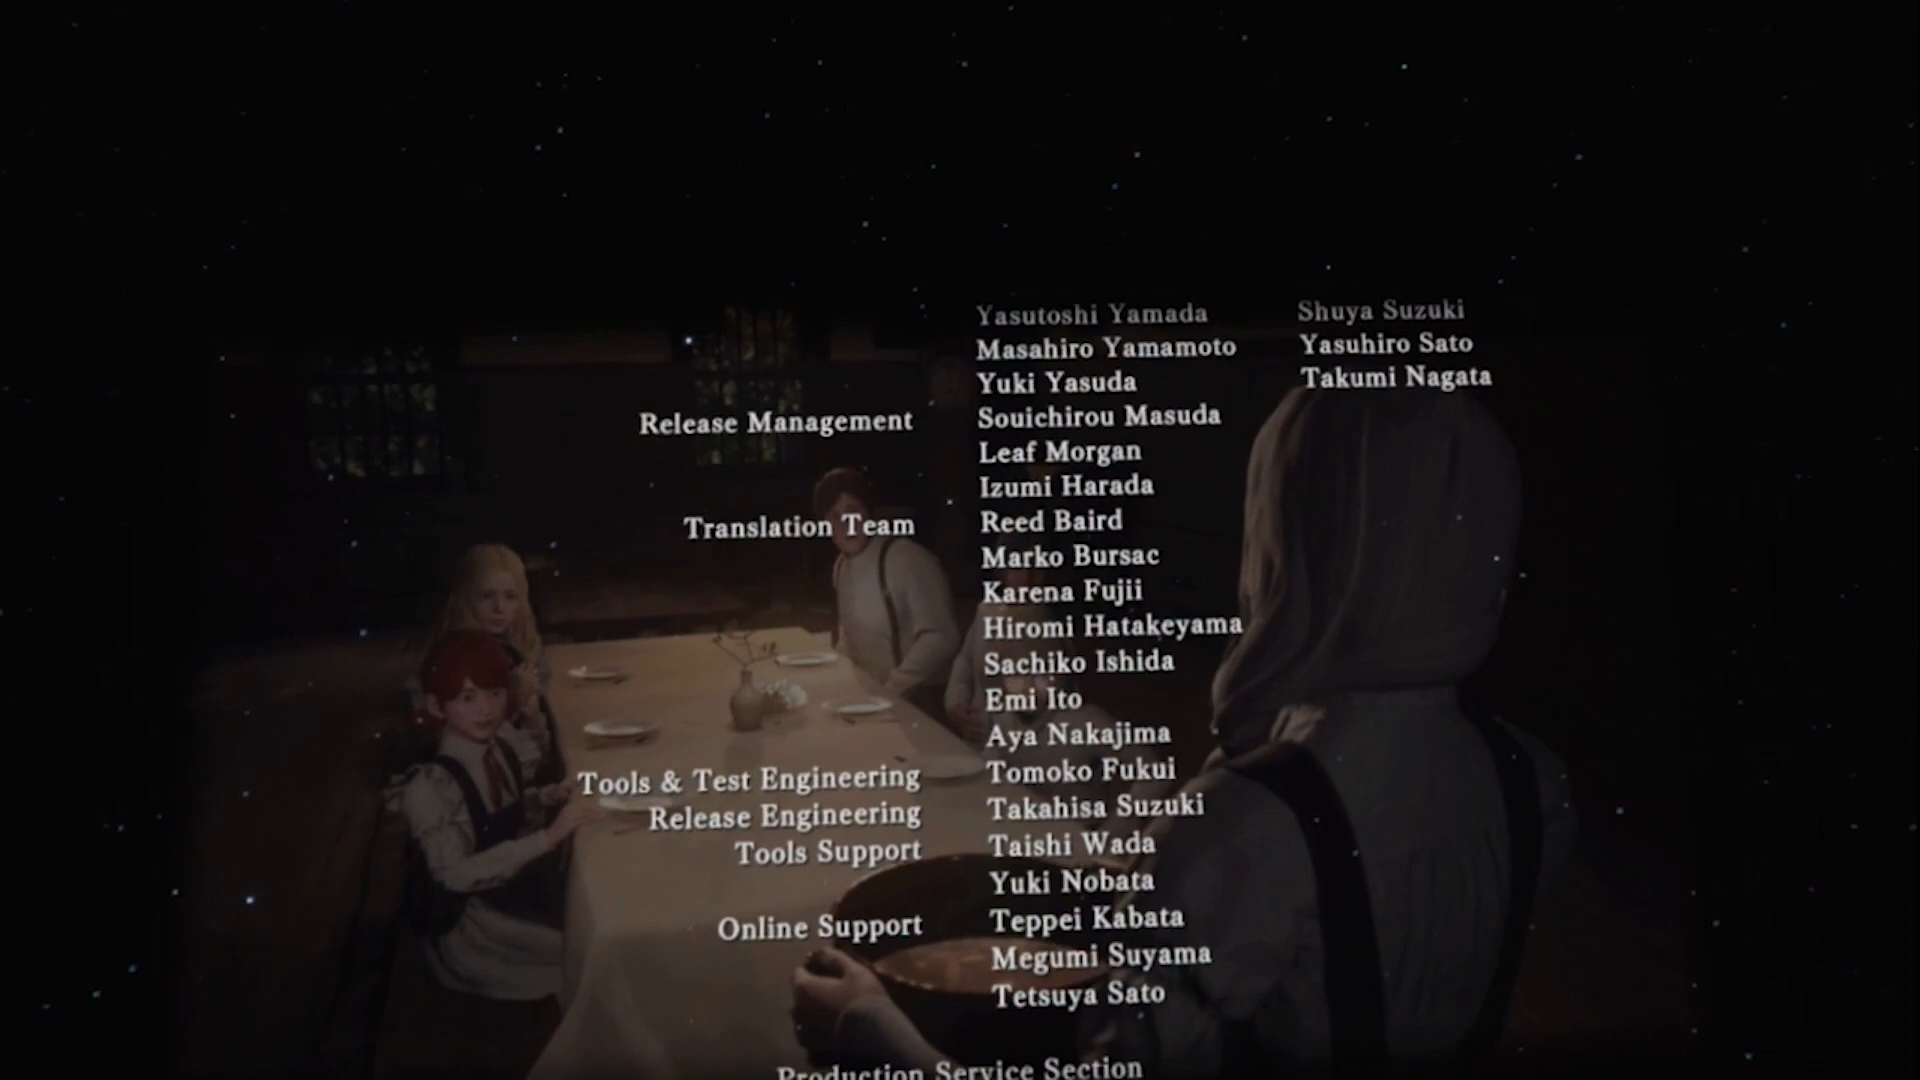 Yasutoshi Yamada Shuya Suzuki
Masahiro Yamamoto Yasuhiro Sato
Yuki Yasuda Takumi Nagata
Release Management Souichirou Masuda
Leaf Morgan
Izumi Harada
Translation Team Reed Baird
Marko Bursac
Karena Fujii
Hiromi Hatakeyama
Sachiko Ishida
Emi Ito
Aya Nakajima
Tools & Test Engineering Tomoko Fukui
Release Engineering Takahisa Suzuki
Tools Support Taishi Wada
Yuki Nobata
Online Support Teppei Kabata
Megumi Suyama
Tetsuya Sato
Production Service Section